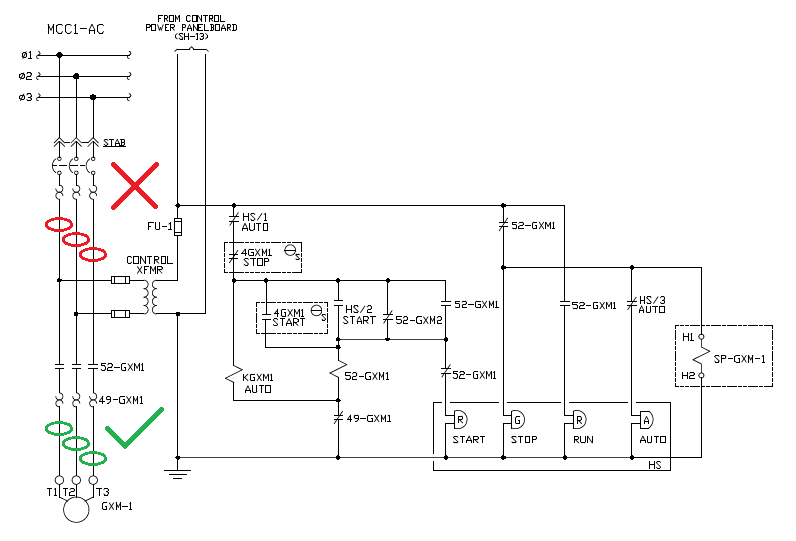 MCC1-AC
FROM CONTROL
POWER PANELBOARD
(SH-13)
Ø1
Ø2
Ø3
STAB
FU-1
HS/1
AUTO
52-GXM1
4GXM1
STOP
S
CONTROL
XFMR
4GXM1
START
S
HS/2
START
52-GXM2
52-GXM1
52-GXM1
HS/3
AUTO
H1
SP-GXM-1
H2
52-GXM1
KGXM1
AUTO
52-GXM1
52-GXM1
49-GXM1
49-GXM1
R
START
G
STOP
R
RUN
A
AUTO
HS
T1
T2
T3
GXM-1